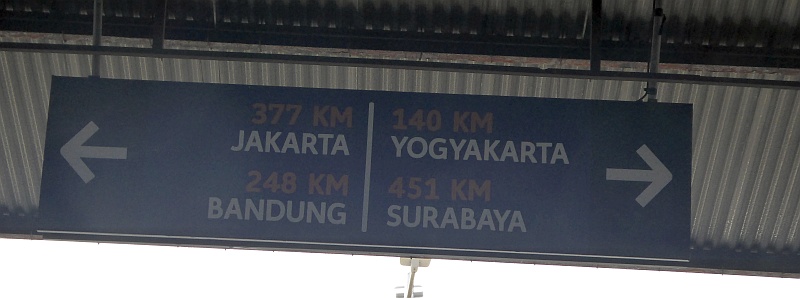 377 KM
JAKARTA
248 KM
BANDUNG
140 KM
YOGYAKARTA
451 KM
SURABAYA